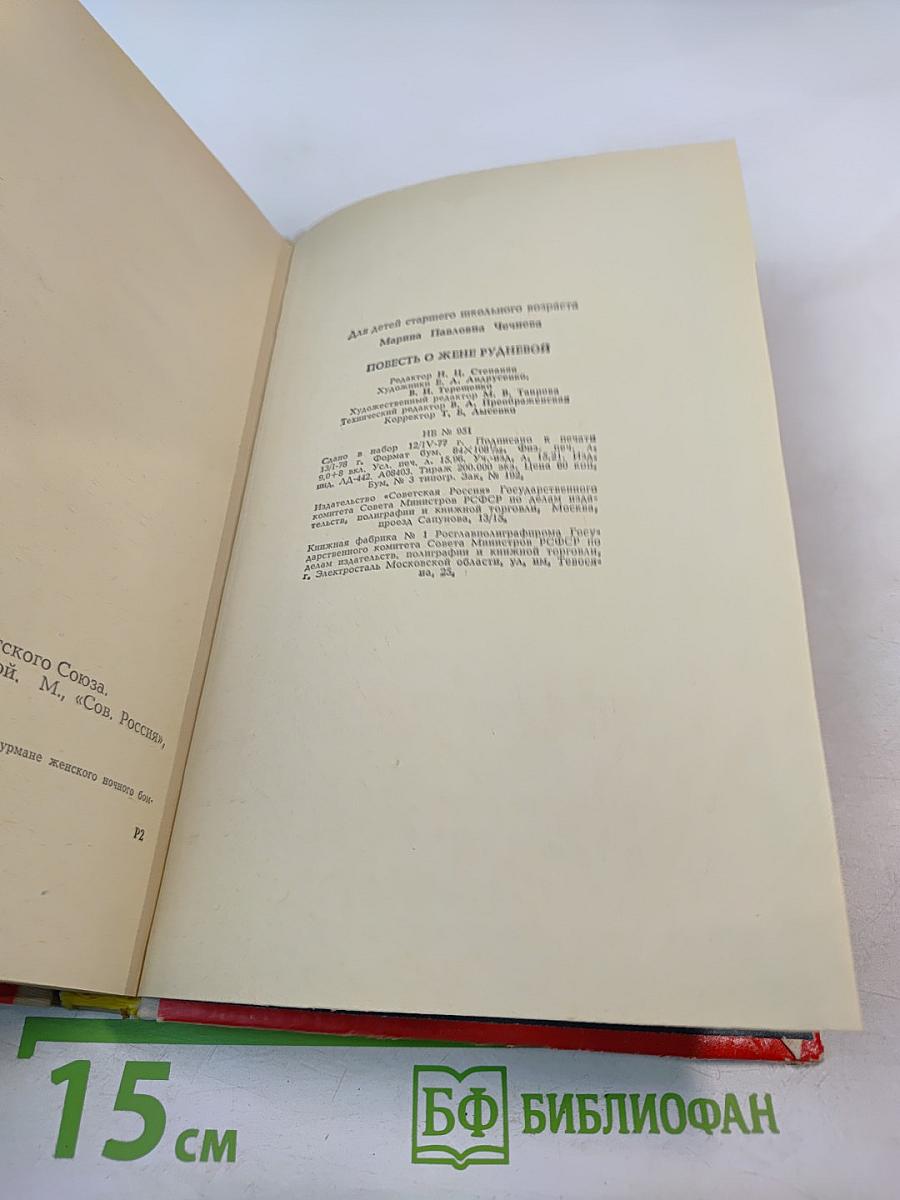 тского Союза.
ой. М., «Сов. Россия»,
урмане женского ночного бом-
Р2
Для детей старшего школьного возраста
Марина Павловна Чечнева
ПОВЕСТЬ О ЖЕНЕ РУДНЕВОЙ
Редактор Н. Ц. Степанян
Художники Е. А. Андрусенко,
В. И. Терещенко
Художественный редактор М. В. Таирова
Технический редактор В. А. Преображенская
Корректор Т. Б. Лысенко
НБ № 951
Сдано в набор 12/IV-77 г. Подписано к печати
13/I-78 г. Формат бум. 84×108¹/₃₂. Физ. печ. л.
9,0+8 вкл. Усл. печ. л. 15,96. Уч.-изд. л. 15,21. Изд.
инд. ЛД-442. А08403. Тираж 200.000 экз. Цена 60 коп.
Бум. № 3 типогр. Зак. № 102.
Издательство «Советская Россия» Государственного
комитета Совета Министров РСФСР по делам изда-
тельств, полиграфии и книжной торговли, Москва,
проезд Сапунова, 13/15.
Книжная фабрика № 1 Росглавполиграфпрома Госу
дарственного комитета Совета Министров РСФСР по
делам издательств, полиграфии и книжной торговли,
г. Электросталь Московской области, ул. им. Тевося-
на, 25.
15 см
БФ БИБЛИОФАН